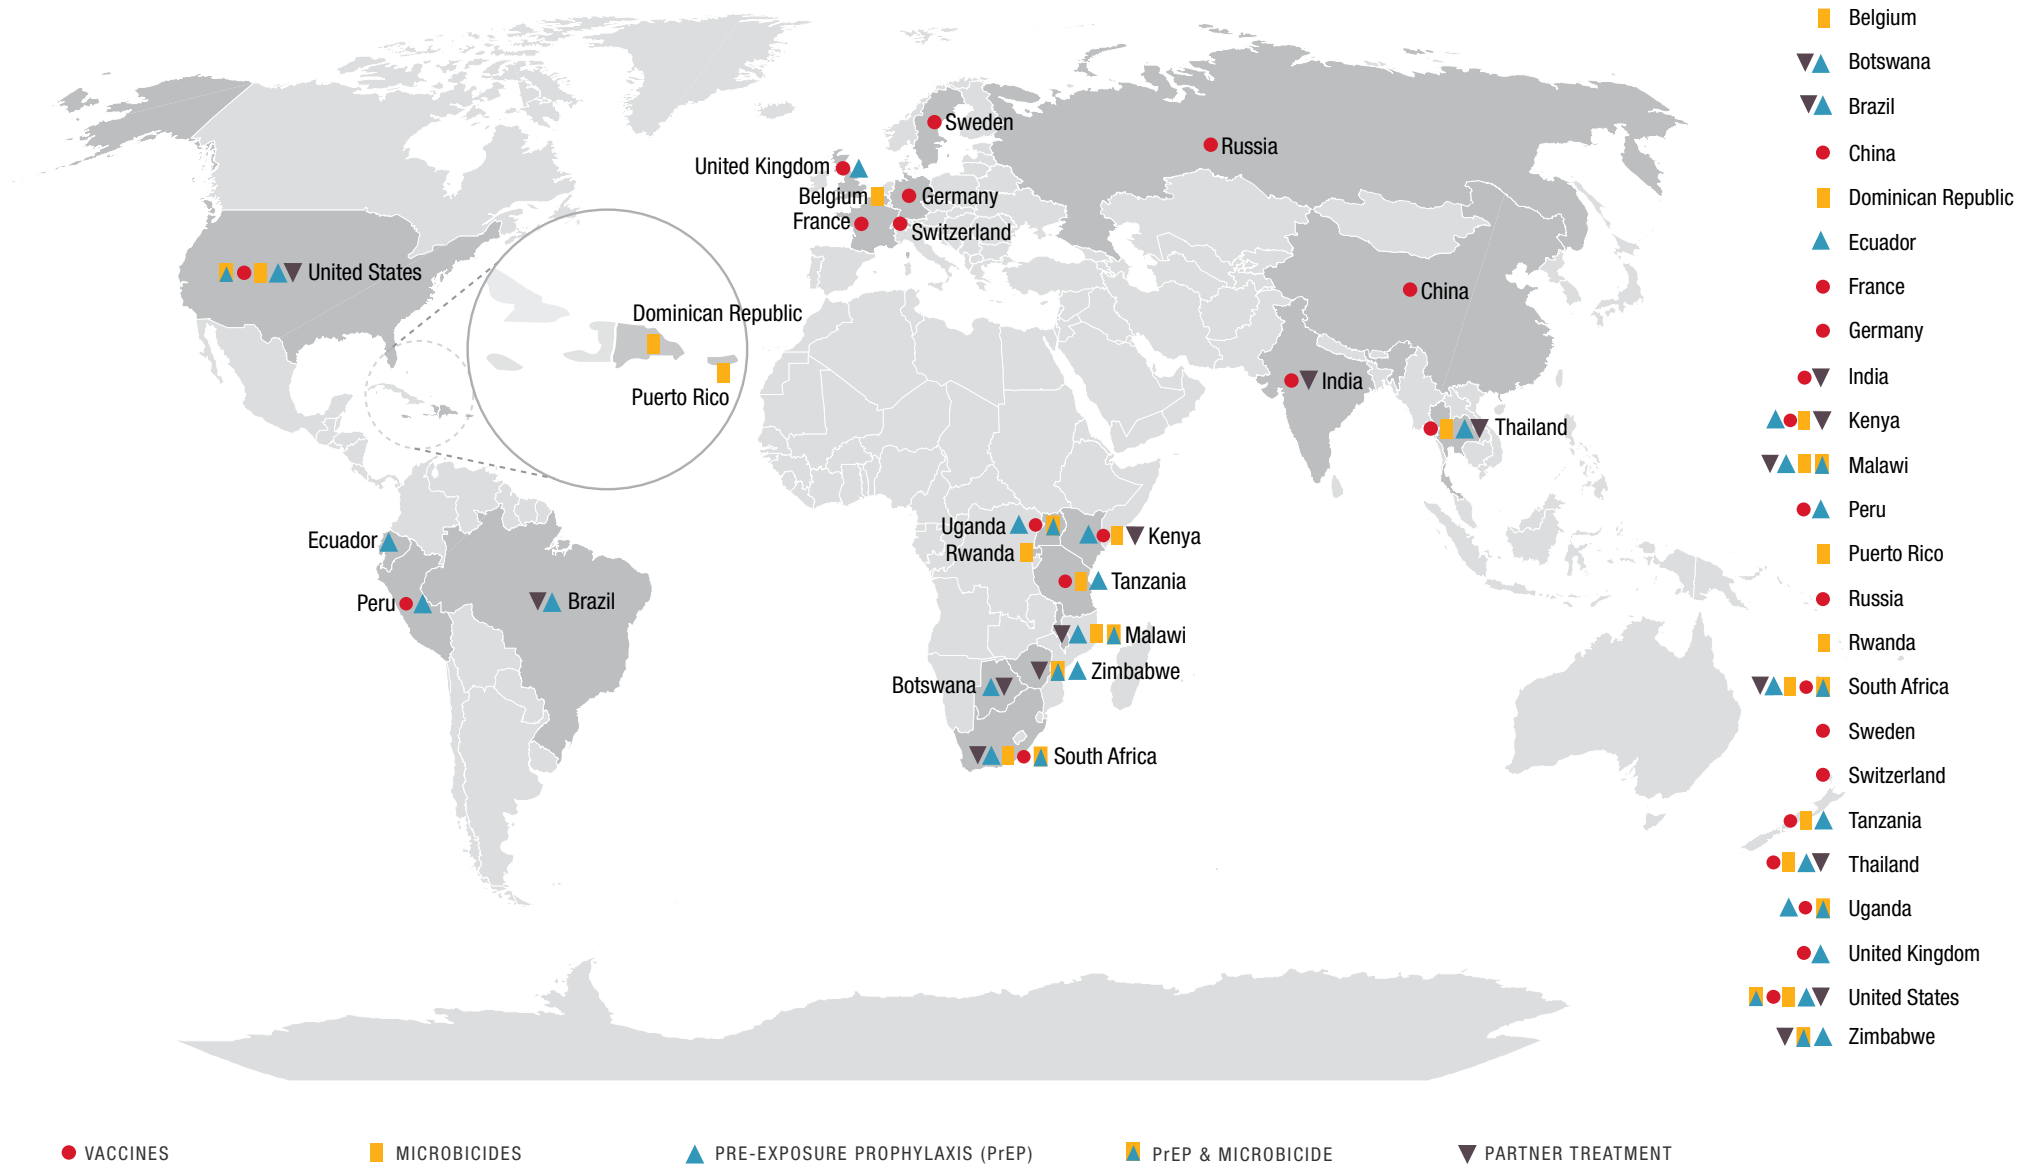 Sweden
Russia
United Kingdom
Belgium
Germany
France
Switzerland
United States
China
Dominican Republic
Puerto Rico
India
Thailand
Uganda
Kenya
Rwanda
Ecuador
Tanzania
Peru
Brazil
Malawi
Zimbabwe
Botswana
South Africa
Belgium
Botswana
Brazil
China
Dominican Republic
Ecuador
France
Germany
India
Kenya
Malawi
Peru
Puerto Rico
Russia
Rwanda
South Africa
Sweden
Switzerland
Tanzania
Thailand
Uganda
United Kingdom
United States
Zimbabwe
VACCINES
MICROBICIDES
PRE-EXPOSURE PROPHYLAXIS (PrEP)
PrEP & MICROBICIDE
PARTNER TREATMENT